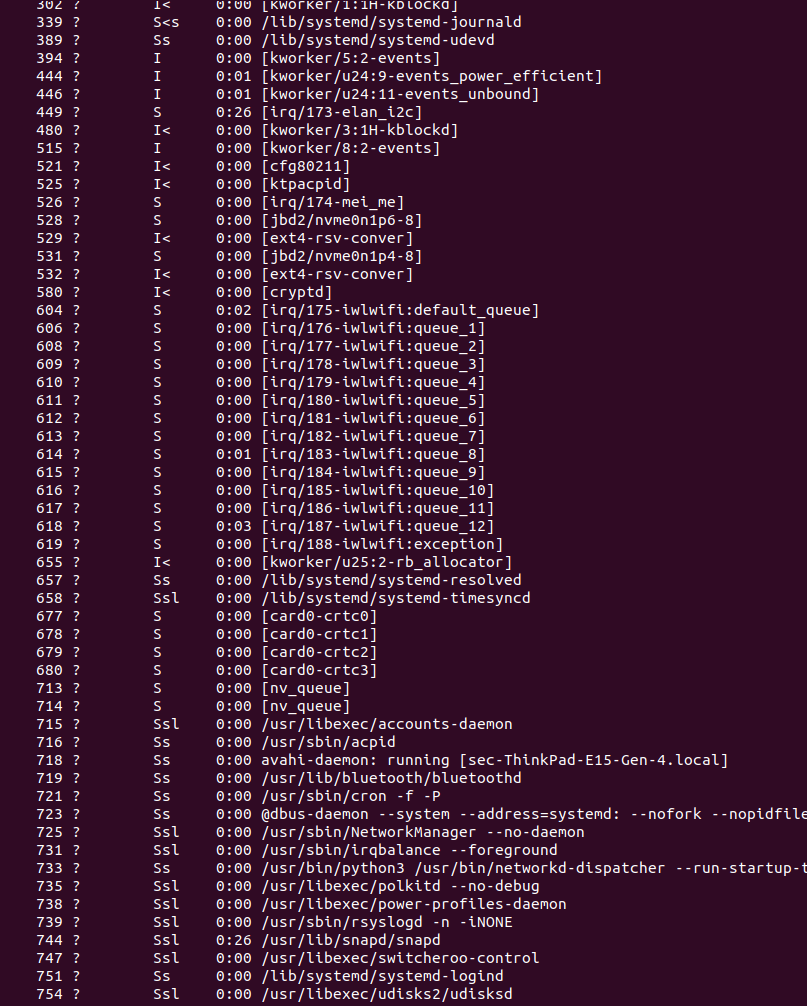 302 ? I< 0:00 [kworker/1:1H-kblockd]
339 ? S<s 0:00 /lib/systemd/systemd-journald
389 ? Ss 0:00 /lib/systemd/systemd-udevd
394 ? I 0:00 [kworker/5:2-events]
444 ? I 0:01 [kworker/u24:9-events_power_efficient]
446 ? I 0:01 [kworker/u24:11-events_unbound]
449 ? S 0:26 [irq/173-elan_i2c]
480 ? I< 0:00 [kworker/3:1H-kblockd]
515 ? I 0:00 [kworker/8:2-events]
521 ? I< 0:00 [cfg80211]
525 ? I< 0:00 [ktpacpid]
526 ? S 0:00 [irq/174-mei_me]
528 ? S 0:00 [jbd2/nvme0n1p6-8]
529 ? I< 0:00 [ext4-rsv-conver]
531 ? S 0:00 [jbd2/nvme0n1p4-8]
532 ? I< 0:00 [ext4-rsv-conver]
580 ? I< 0:00 [cryptd]
604 ? S 0:02 [irq/175-iwlwifi:default_queue]
606 ? S 0:00 [irq/176-iwlwifi:queue_1]
608 ? S 0:00 [irq/177-iwlwifi:queue_2]
609 ? S 0:00 [irq/178-iwlwifi:queue_3]
610 ? S 0:00 [irq/179-iwlwifi:queue_4]
611 ? S 0:00 [irq/180-iwlwifi:queue_5]
612 ? S 0:00 [irq/181-iwlwifi:queue_6]
613 ? S 0:00 [irq/182-iwlwifi:queue_7]
614 ? S 0:01 [irq/183-iwlwifi:queue_8]
615 ? S 0:00 [irq/184-iwlwifi:queue_9]
616 ? S 0:00 [irq/185-iwlwifi:queue_10]
617 ? S 0:00 [irq/186-iwlwifi:queue_11]
618 ? S 0:03 [irq/187-iwlwifi:queue_12]
619 ? S 0:00 [irq/188-iwlwifi:exception]
655 ? I< 0:00 [kworker/u25:2-rb_allocator]
657 ? Ss 0:00 /lib/systemd/systemd-resolved
658 ? Ssl 0:00 /lib/systemd/systemd-timesyncd
677 ? S 0:00 [card0-crtc0]
678 ? S 0:00 [card0-crtc1]
679 ? S 0:00 [card0-crtc2]
680 ? S 0:00 [card0-crtc3]
713 ? S 0:00 [nv_queue]
714 ? S 0:00 [nv_queue]
715 ? Ssl 0:00 /usr/libexec/accounts-daemon
716 ? Ss 0:00 /usr/sbin/acpid
718 ? Ss 0:00 avahi-daemon: running [sec-ThinkPad-E15-Gen-4.local]
719 ? Ss 0:00 /usr/lib/bluetooth/bluetoothd
721 ? Ss 0:00 /usr/sbin/cron -f -P
723 ? Ss 0:00 @dbus-daemon --system --address=systemd: --nofork --nopidfile
725 ? Ssl 0:00 /usr/sbin/NetworkManager --no-daemon
731 ? Ssl 0:00 /usr/sbin/irqbalance --foreground
733 ? Ss 0:00 /usr/bin/python3 /usr/bin/networkd-dispatcher --run-startup-t
735 ? Ssl 0:00 /usr/libexec/polkitd --no-debug
738 ? Ssl 0:00 /usr/libexec/power-profiles-daemon
739 ? Ssl 0:00 /usr/sbin/rsyslogd -n -iNONE
744 ? Ssl 0:26 /usr/lib/snapd/snapd
747 ? Ssl 0:00 /usr/libexec/switcheroo-control
751 ? Ss 0:00 /lib/systemd/systemd-logind
754 ? Ssl 0:00 /usr/libexec/udisks2/udisksd